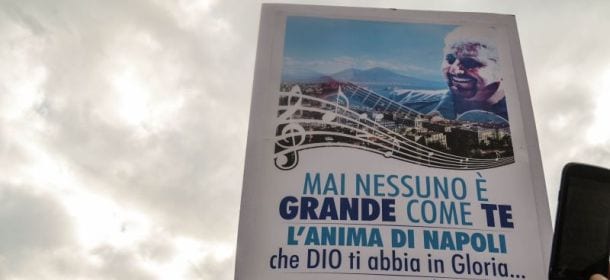 MAI NESSUNO È
GRANDE COME TE
L'ANIMA DI NAPOLI
che DIO ti abbia in Gloria...